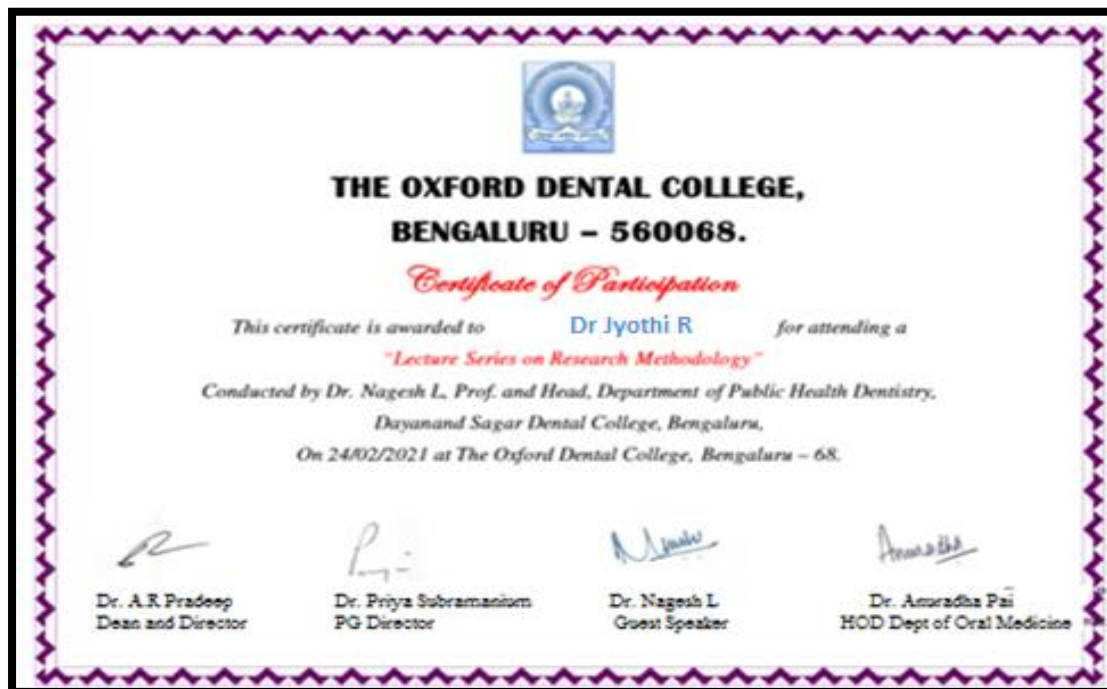 THE OXFORD DENTAL COLLEGE,
BENGALURU – 560068.
Certificate of Participation
This certificate is awarded to Dr Jyothi R for attending a
"Lecture Series on Research Methodology"
Conducted by Dr. Nagesh L, Prof. and Head, Department of Public Health Dentistry,
Dayanand Sagar Dental College, Bengaluru,
On 24/02/2021 at The Oxford Dental College, Bengaluru – 68.
Anuradha
Dr. A.R Pradeep Dr. Priya Subramanium Dr. Nagesh L Dr. Anuradha Pai
Dean and Director PG Director Guest Speaker HOD Dept of Oral Medicine